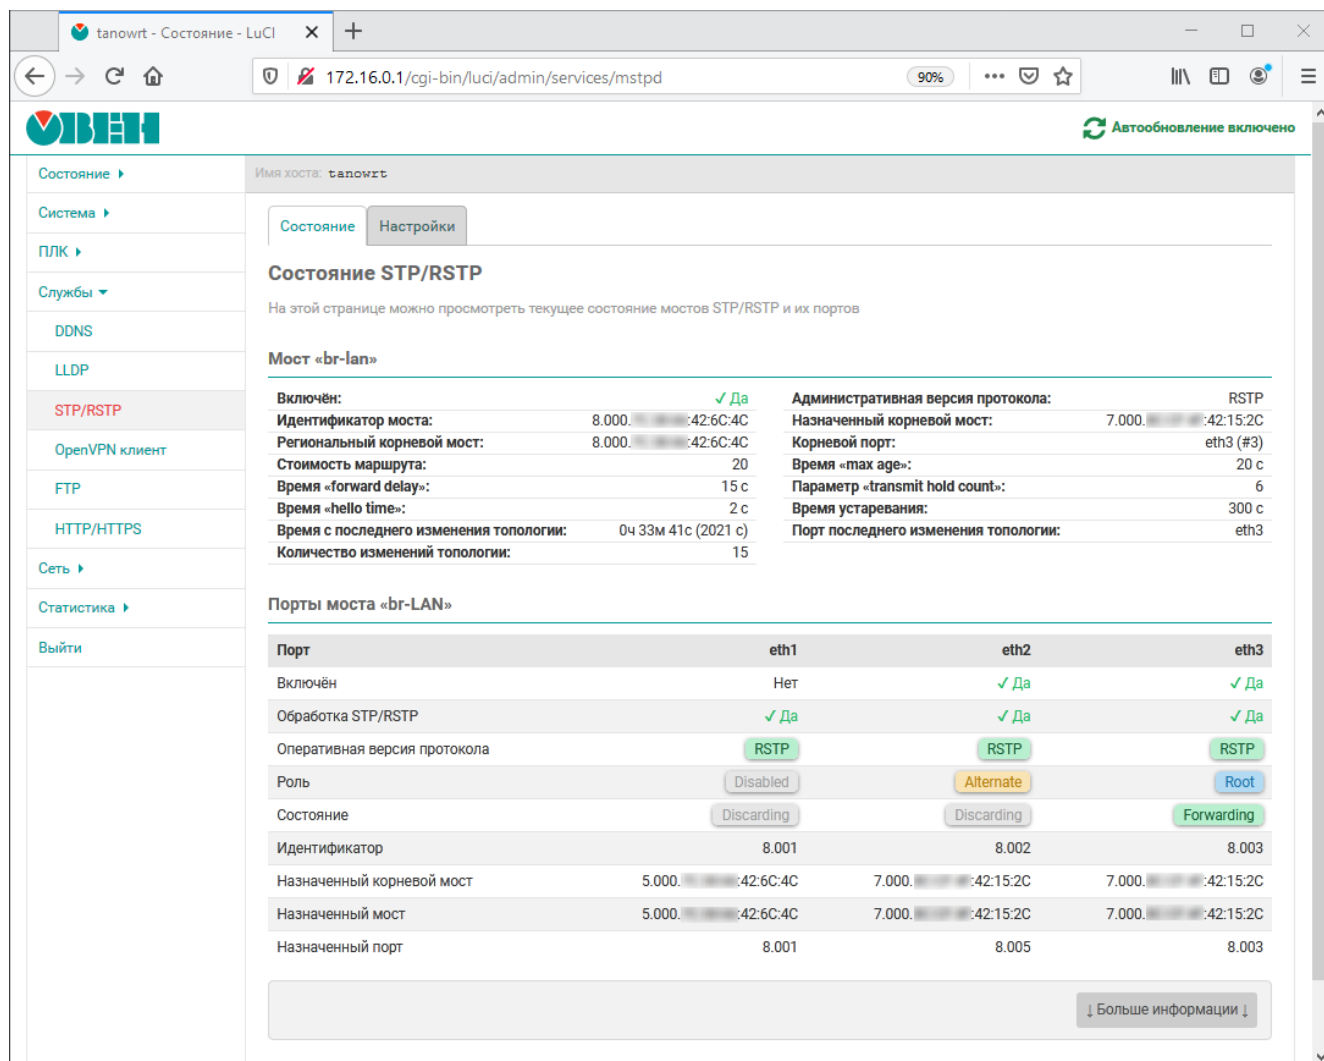 tanowrt - Состояние - LuCI
172.16.0.1/cgi-bin/luci/admin/services/mstpd 90%
ОВЕН Автообновление включено
Имя хоста: tanowrt
Состояние
Система
ПЛК
Службы
DDNS
LLDP
STP/RSTP
OpenVPN клиент
FTP
HTTP/HTTPS
Сеть
Статистика
Выйти
Состояние Настройки
Состояние STP/RSTP
На этой странице можно просмотреть текущее состояние мостов STP/RSTP и их портов
Мост «br-lan»
Включён: ✓ Да Административная версия протокола: RSTP
Идентификатор моста: 8.000. :42:6C:4C Назначенный корневой мост: 7.000. :42:15:2C
Региональный корневой мост: 8.000. :42:6C:4C Корневой порт: eth3 (#3)
Стоимость маршрута: 20 Время «max age»: 20 с
Время «forward delay»: 15 с Параметр «transmit hold count»: 6
Время «hello time»: 2 с Время устаревания: 300 с
Время с последнего изменения топологии: 0ч 33м 41с (2021 с) Порт последнего изменения топологии: eth3
Количество изменений топологии: 15
Порты моста «br-LAN»
Порт eth1 eth2 eth3
Включён Нет ✓ Да ✓ Да
Обработка STP/RSTP ✓ Да ✓ Да ✓ Да
Оперативная версия протокола RSTP RSTP RSTP
Роль Disabled Alternate Root
Состояние Discarding Discarding Forwarding
Идентификатор 8.001 8.002 8.003
Назначенный корневой мост 5.000. :42:6C:4C 7.000. :42:15:2C 7.000. :42:15:2C
Назначенный мост 5.000. :42:6C:4C 7.000. :42:15:2C 7.000. :42:15:2C
Назначенный порт 8.001 8.005 8.003
↓ Больше информации ↓